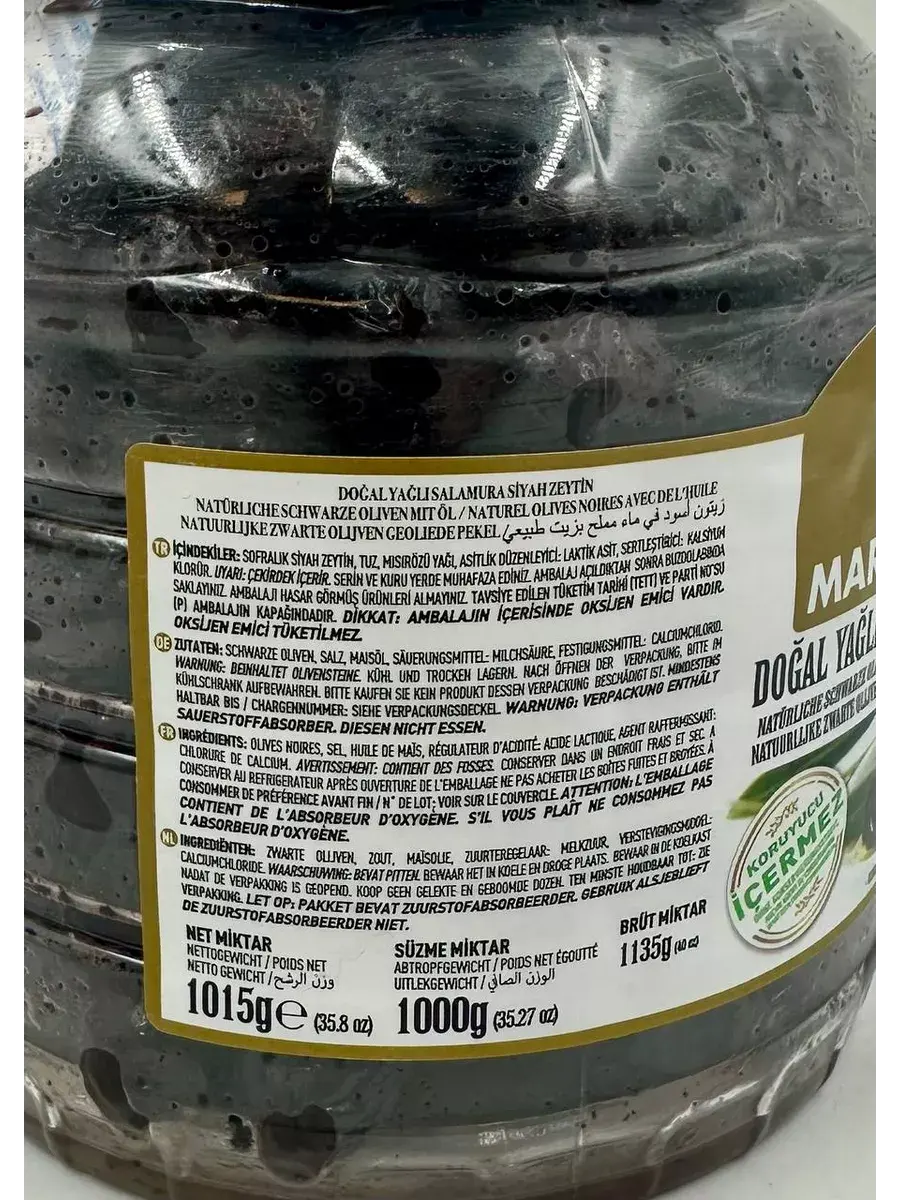 DOĞAL YAĞLI SALAMURA SİYAH ZEYTİN
NATÜRLICHE SCHWARZE OLIVEN MIT ÖL / NATUREL OLIVES NOIRES AVEC DE L'HUILE
NATUURLIJKE ZWARTE OLIJVEN GEOLIEDE PEKEL / زيتون أسود في ماء مملح بزيت طبيعي
TR İÇİNDEKİLER: SOFRALIK SİYAH ZEYTİN, TUZ, MISIRÖZÜ YAĞI, ASİTLİK DÜZENLEYİCİ: LAKTİK ASİT, SERTLEŞTİRİCİ: KALSİYUM
KLORÜR. UYARI: ÇEKİRDEK İÇERİR. SERİN VE KURU YERDE MUHAFAZA EDİNİZ. AMBALAJ AÇILDIKTAN SONRA BUZDOLABINDA
SAKLAYINIZ. AMBALAJI HASAR GÖRMÜŞ ÜRÜNLERİ ALMAYINIZ. TAVSİYE EDİLEN TÜKETİM TARİHİ (TETT) VE PARTİ NO'SU
(P) AMBALAJIN KAPAĞINDADIR. DİKKAT: AMBALAJIN İÇERİSİNDE OKSİJEN EMİCİ VARDIR.
OKSİJEN EMİCİ TÜKETİLMEZ.
DE ZUTATEN: SCHWARZE OLIVEN, SALZ, MAISÖL, SÄUERUNGSMITTEL- MILCHSÄURE, FESTIGUNGSMITTEL: CALCIUMCHLORID.
WARNUNG: BEINHALTET OLIVENSTEINE. KÜHL UND TROCKEN LAGERN. NACH ÖFFNEN DER VERPACKUNG, BITTE IM
KÜHLSCHRANK AUFBEWAHREN. BITTE KAUFEN SIE KEIN PRODUKT DESSEN VERPACKUNG BESCHÄDIGT IST. MINDESTENS
HALTBAR BIS / CHARGENNUMMER: SIEHE VERPACKUNGSDECKEL. WARNUNG: VERPACKUNG ENTHÄLT
SAUERSTOFFABSORBER. DIESEN NICHT ESSEN.
FR INGRÉDIENTS: OLIVES NOIRES, SEL, HUILE DE MAÏS, RÉGULATEUR D'ACIDITÉ: ACIDE LACTIQUE, AGENT RAFFERMISSANT:
CHLORURE DE CALCIUM. AVERTISSEMENT: CONTIENT DES FOSSES. CONSERVER DANS UN ENDROIT FRAIS ET SEC. A
CONSERVER AU REFRIGERATEUR APRÈS OUVERTURE DE L'EMBALLAGE NE PAS ACHETER LES BOÎTES FUITES ET BROYÉES. À
CONSOMMER DE PRÉFÉRENCE AVANT FIN / N° DE LOT; VOIR SUR LE COUVERCLE. ATTENTION: L'EMBALLAGE
CONTIENT DE L'ABSORBEUR D'OXYGÈNE. S'IL VOUS PLAÎT NE CONSOMMEZ PAS
L'ABSORBEUR D'OXYGÈNE.
NL INGREDIËNTEN: ZWARTE OLIJVEN, ZOUT, MAÏSOLIE, ZUURTEREGELAAR: MELKZUUR, VERSTEVIGINGSMIDDEL:
CALCIUMCHLORIDE. WAARSCHUWING: BEVAT PITTEN. BEWAAR HET IN KOELE EN DROGE PLAATS. BEWAAR IN DE KOELKAST
NADAT DE VERPAKKING IS GEOPEND. KOOP GEEN GELEKTE EN GEBOOMDE DOZEN. TEN MINSTE HOUDBAAR TOT: ZIE
VERPAKKING. LET OP: PAKKET BEVAT ZUURSTOFABSORBEERDER. GEBRUIK ALSJEBLIEFT
DE ZUURSTOFABSORBEERDER NIET.
NET MİKTAR
NETTOGEWICHT / POIDS NET
NETTO GEWICHT / وزن الرشح
1015g e (35.8 oz)
SÜZME MİKTAR
ABTROPFGEWICHT / POIDS NET ÉGOUTTÉ
UITLEKGEWICHT / الوزن الصافي
1000g (35.27 oz)
BRÜT MİKTAR
1135g (40 oz)
MAR
DOĞAL YAĞL
NATÜRLICHE SCHWARZE OL
NATUURLIJKE ZWARTE OLIJVE
KORUYUCU
İÇERMEZ